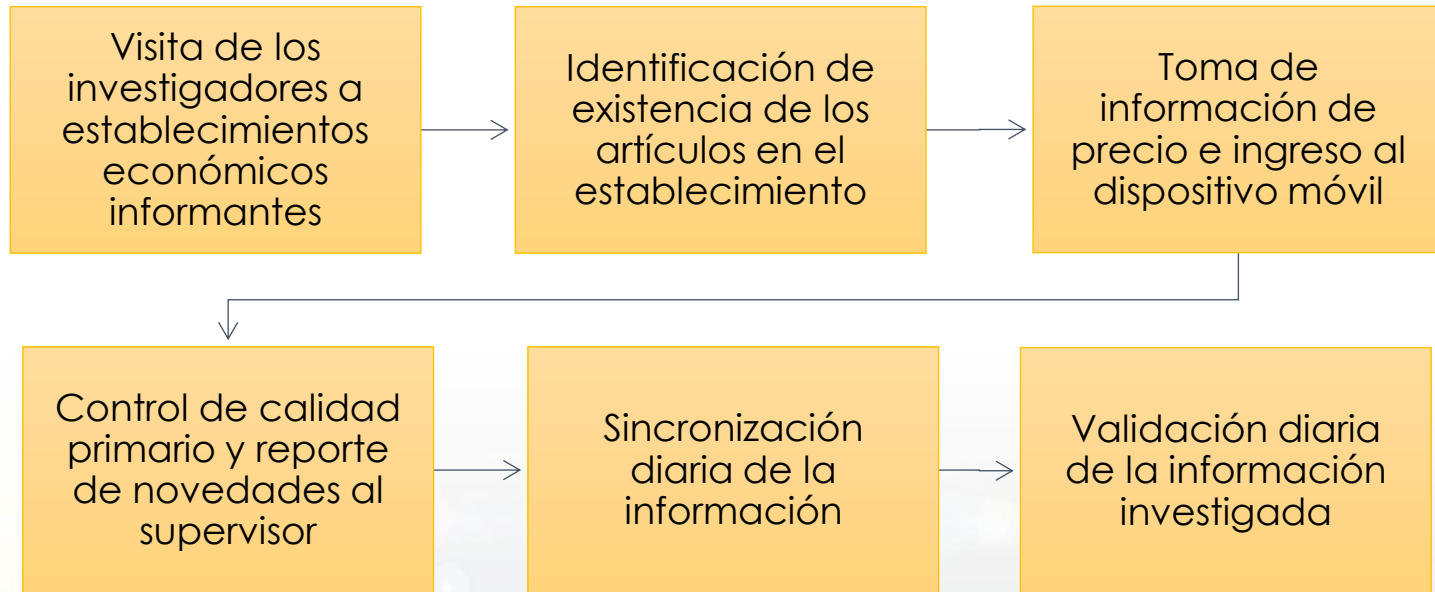 Visita de los
investigadores a
establecimientos
económicos
informantes
Identificación de
existencia de los
artículos en el
establecimiento
Toma de
información de
precio e ingreso al
dispositivo móvil
Control de calidad
primario y reporte
de novedades al
supervisor
Sincronización
diaria de la
información
Validación diaria
de la información
investigada